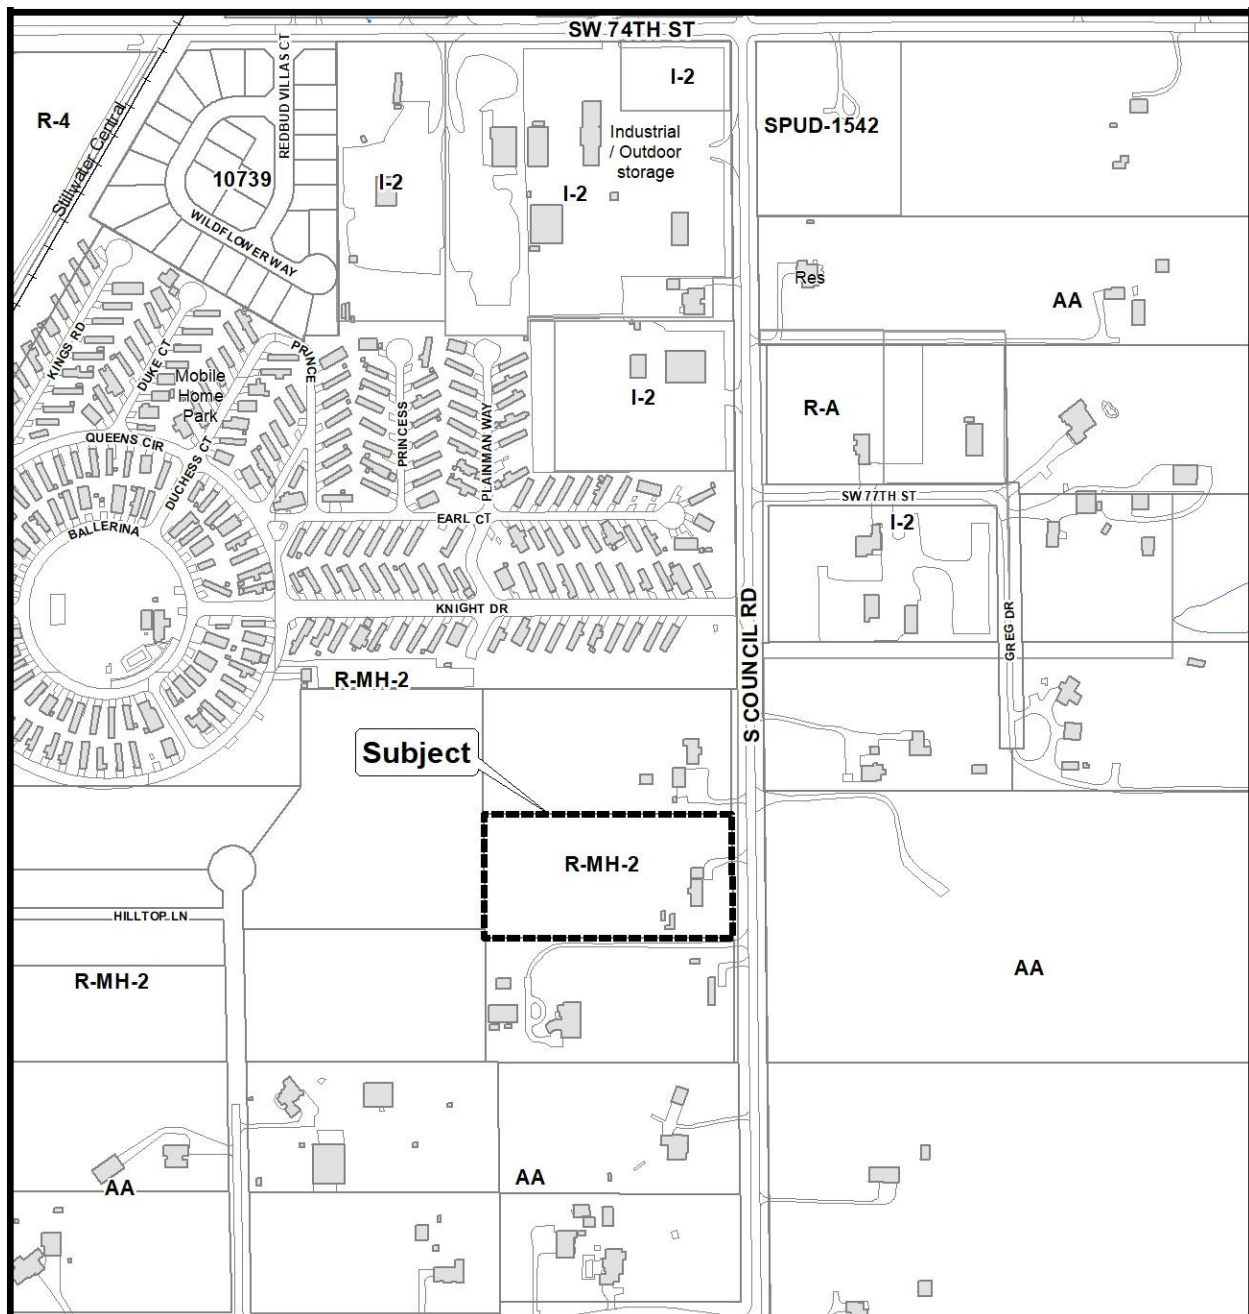 SW 74TH ST
REDBUD VILLAS CT
I-2
R-4
Stillwater Central
SPUD-1542
Industrial
/ Outdoor
storage
10739
I-2
I-2
WILDFLOWER WAY
Res
AA
KINGS RD
DUKE CT
PRINCE
Mobile
Home
Park
I-2
R-A
QUEENS CIR
DUCHESS CT
PRINCESS
PLAINMAN WAY
SW 77TH ST
BALLERINA
EARL CT
I-2
KNIGHT DR
S COUNCIL RD
GREG DR
R-MH-2
Subject
R-MH-2
HILLTOP LN
R-MH-2
AA
AA
AA